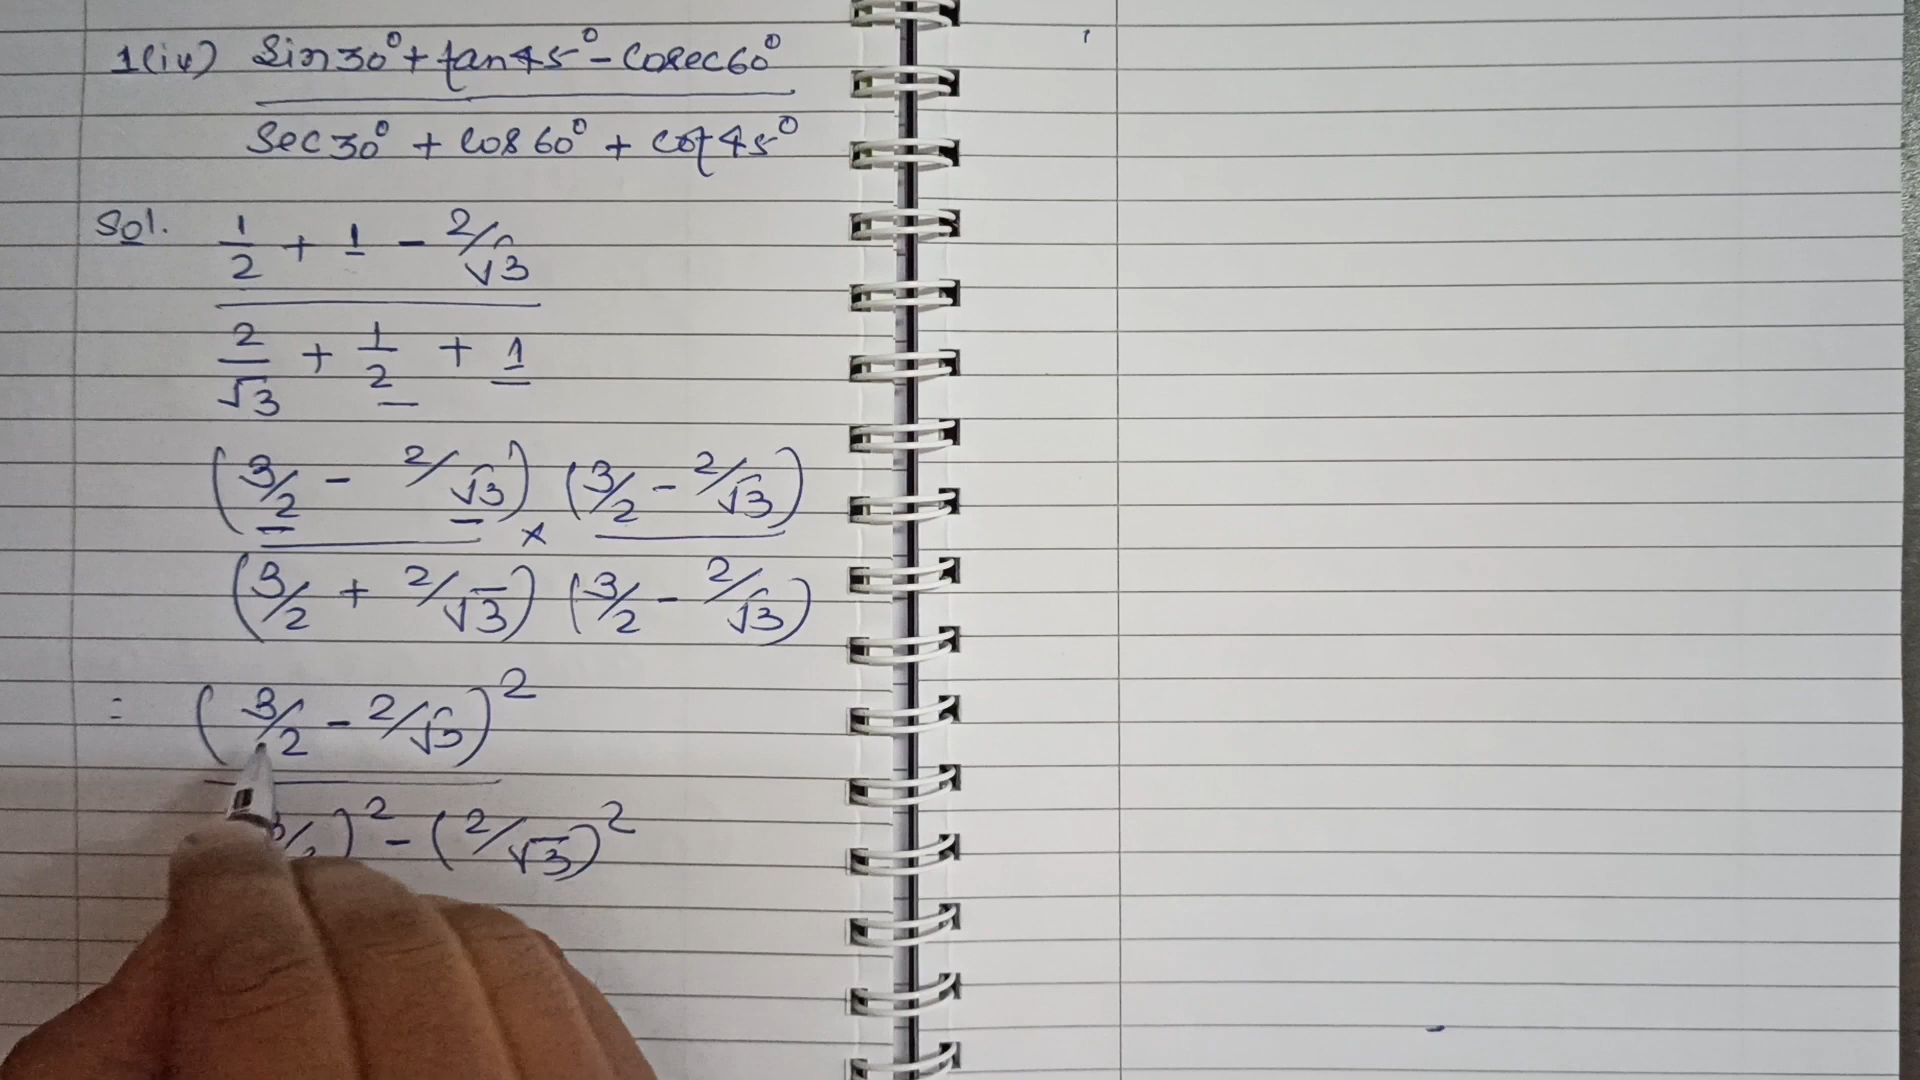 1(iv) Sin30° + tan45° - Cosec60°
Sec30° + Cos60° + Cot45°
Sol. 1/2 + 1 - 2/√3
2/√3 + 1/2 + 1
(3/2 - 2/√3) (3/2 - 2/√3)
×
(3/2 + 2/√3) (3/2 - 2/√3)
= (3/2 - 2/√3)²
)² - (2/√3)²